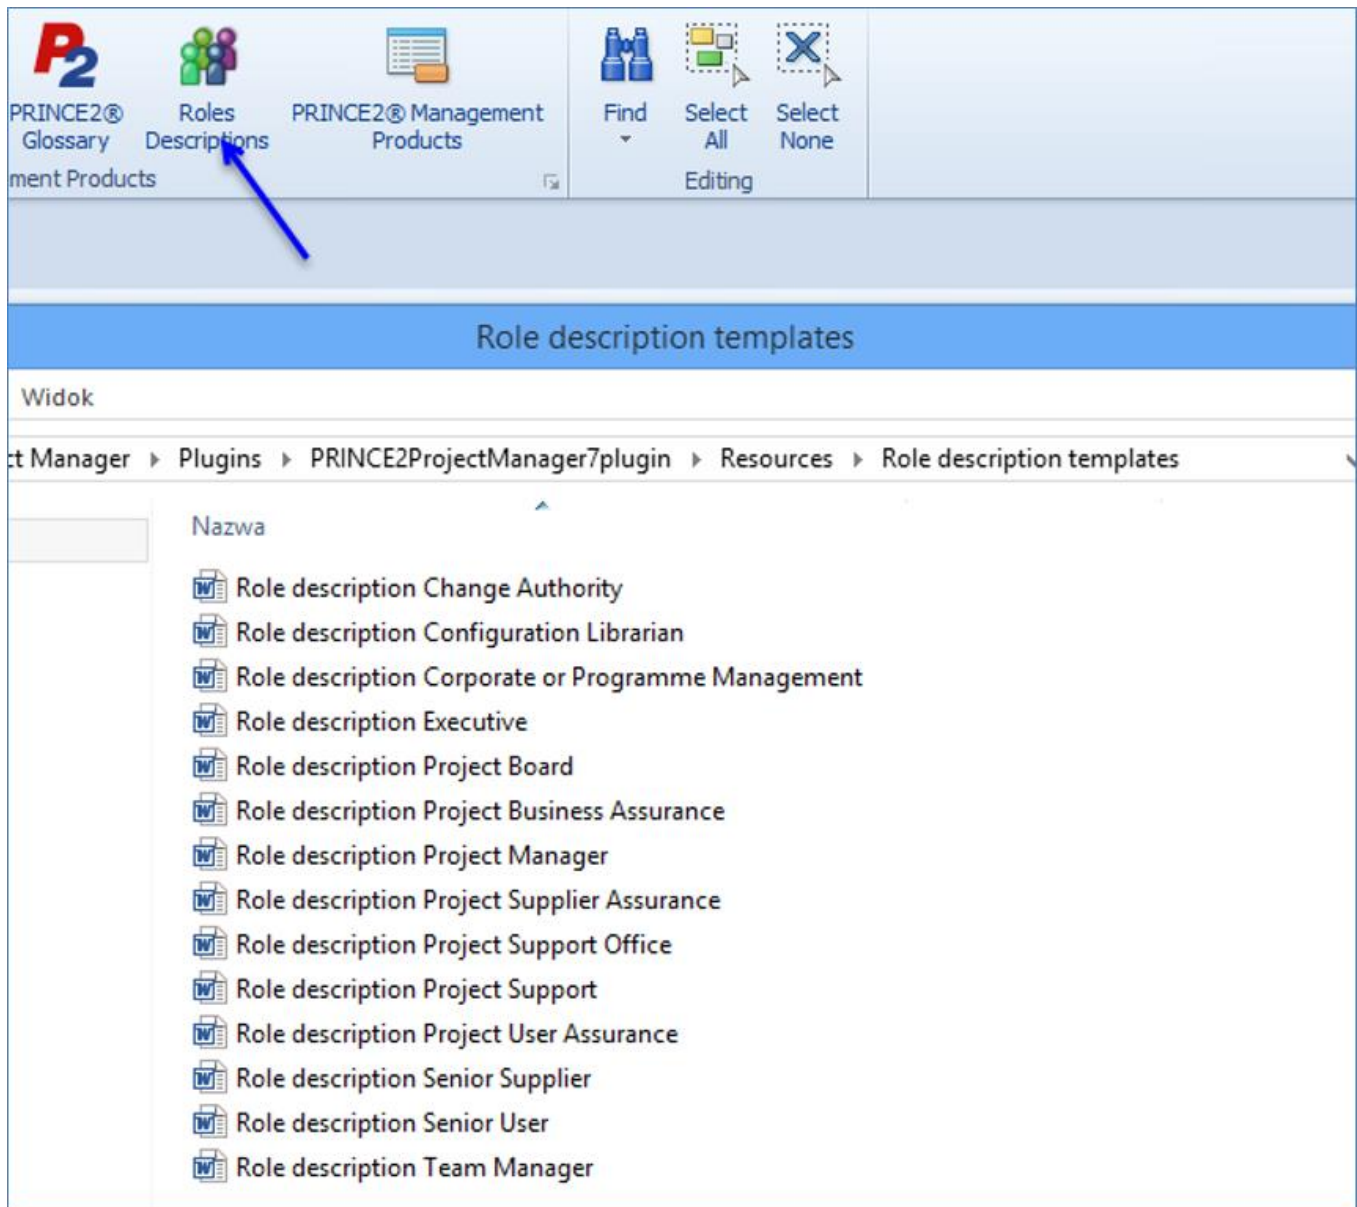 P2
PRINCE2® Roles PRINCE2® Management Find Select Select
Glossary Descriptions Products All None
ment Products Editing
Role description templates
Widok
ct Manager Plugins PRINCE2ProjectManager7plugin Resources Role description templates
Nazwa
Role description Change Authority
Role description Configuration Librarian
Role description Corporate or Programme Management
Role description Executive
Role description Project Board
Role description Project Business Assurance
Role description Project Manager
Role description Project Supplier Assurance
Role description Project Support Office
Role description Project Support
Role description Project User Assurance
Role description Senior Supplier
Role description Senior User
Role description Team Manager